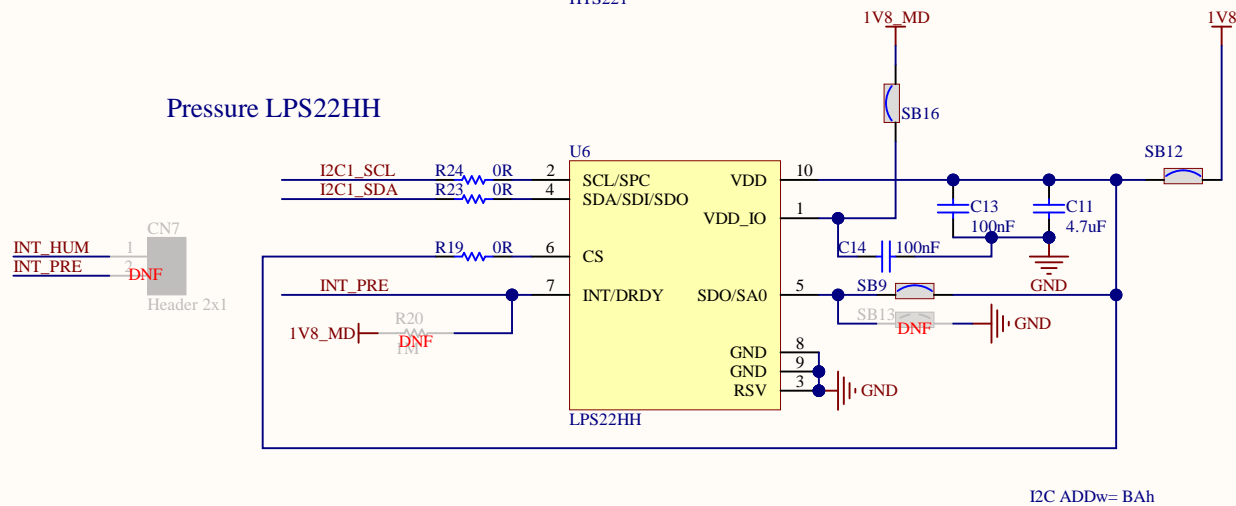 HTS221
1V8_MD
1V8
Pressure LPS22HH
SB16
U6
SB12
I2C1_SCL R24 0R 2 SCL/SPC VDD 10
I2C1_SDA R23 0R 4 SDA/SDI/SDO
VDD_IO 1
C13 100nF
C11 4.7uF
CN7
INT_HUM 1
INT_PRE 2 DNF
Header 2x1
R19 0R 6 CS
C14 100nF
GND
INT_PRE 7 INT/DRDY SDO/SA0 5 SB9
1V8_MD R20 DNF 1M
SB13 DNF GND
GND 8
GND 9
RSV 3 GND
LPS22HH
I2C ADDw= BAh